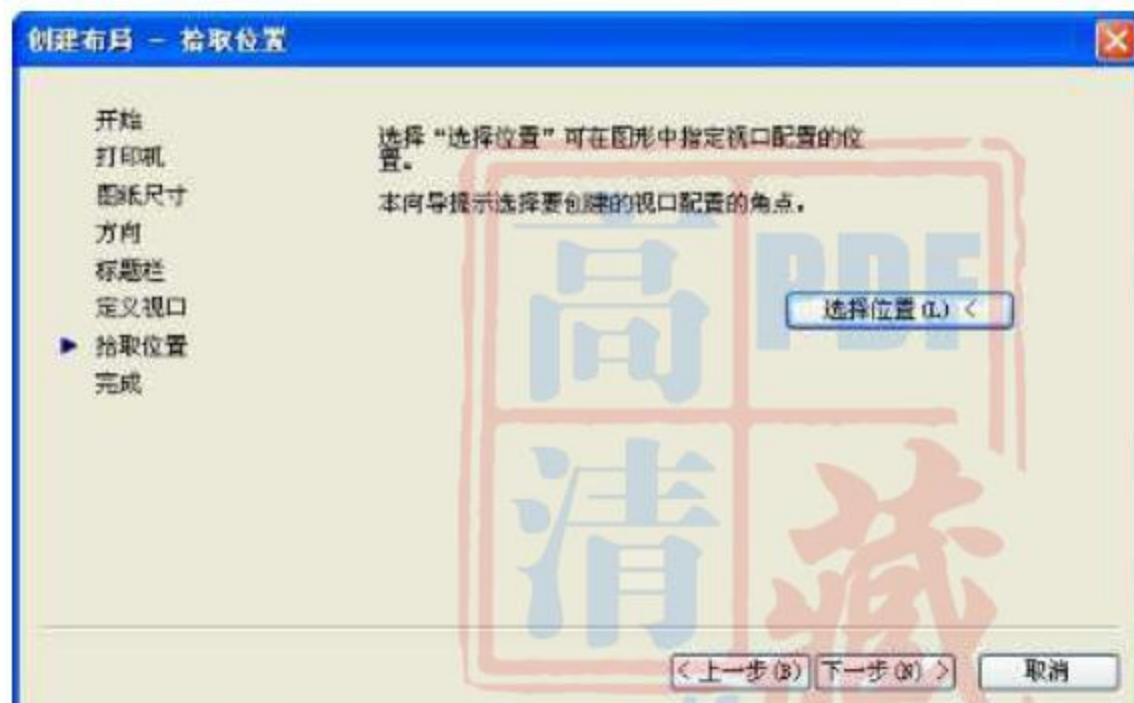 创建布局 - 拾取位置
开始
打印机
图纸尺寸
方向
标题栏
定义视口
拾取位置
完成
选择“选择位置”可在图形中指定视口配置的位
置。
本向导提示选择要创建的视口配置的角点。
选择位置(L) <
< 上一步(B)
下一步(N) >
取消
高
PDF
清
藏